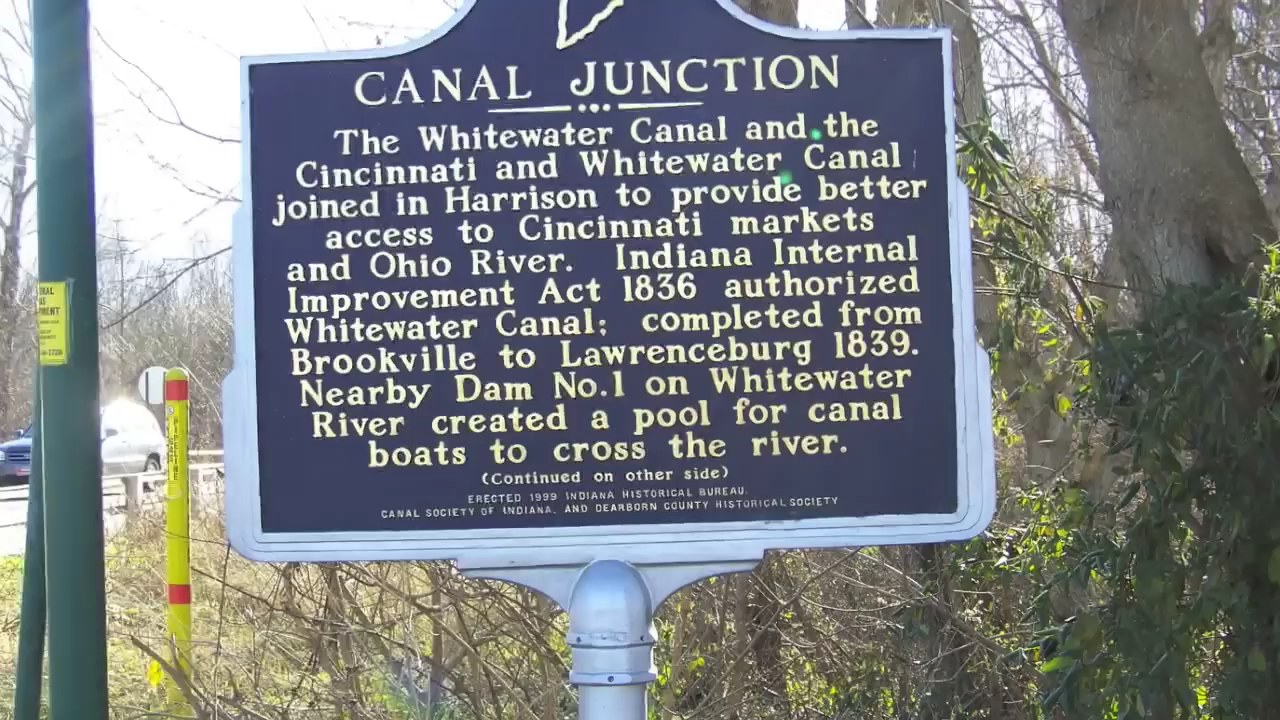 CANAL JUNCTION
The Whitewater Canal and the
Cincinnati and Whitewater Canal
joined in Harrison to provide better
access to Cincinnati markets
and Ohio River. Indiana Internal
Improvement Act 1836 authorized
Whitewater Canal; completed from
Brookville to Lawrenceburg 1839.
Nearby Dam No.1 on Whitewater
River created a pool for canal
boats to cross the river.
(Continued on other side)
ERECTED 1999 INDIANA HISTORICAL BUREAU,
CANAL SOCIETY OF INDIANA, AND DEARBORN COUNTY HISTORICAL SOCIETY
PIPELINE